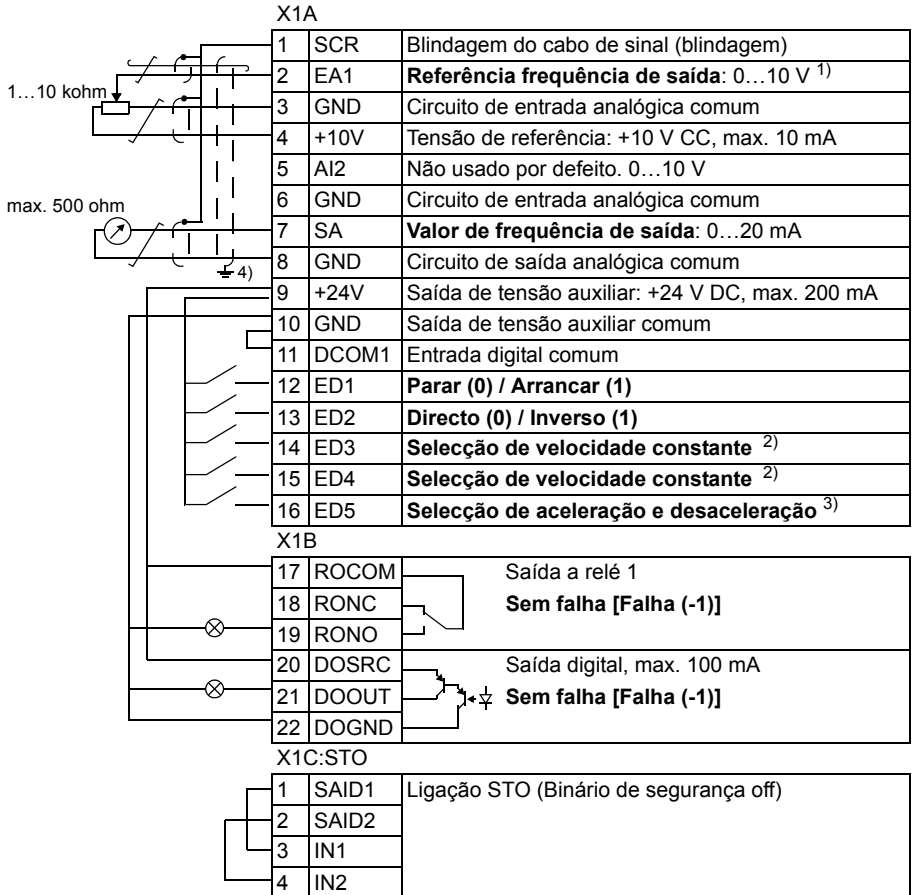 X1A
1 SCR Blindagem do cabo de sinal (blindagem)
2 EA1 Referência frequência de saída: 0…10 V 1)
1…10 kohm
3 GND Circuito de entrada analógica comum
4 +10V Tensão de referência: +10 V CC, max. 10 mA
5 AI2 Não usado por defeito. 0…10 V
6 GND Circuito de entrada analógica comum
max. 500 ohm
7 SA Valor de frequência de saída: 0…20 mA
8 GND Circuito de saída analógica comum
4)
9 +24V Saída de tensão auxiliar: +24 V DC, max. 200 mA
10 GND Saída de tensão auxiliar comum
11 DCOM1 Entrada digital comum
12 ED1 Parar (0) / Arrancar (1)
13 ED2 Directo (0) / Inverso (1)
14 ED3 Selecção de velocidade constante 2)
15 ED4 Selecção de velocidade constante 2)
16 ED5 Selecção de aceleração e desaceleração 3)
X1B
17 ROCOM Saída a relé 1
18 RONC Sem falha [Falha (-1)]
19 RONO
20 DOSRC Saída digital, max. 100 mA
21 DOOUT Sem falha [Falha (-1)]
22 DOGND
X1C:STO
1 SAID1 Ligação STO (Binário de segurança off)
2 SAID2
3 IN1
4 IN2